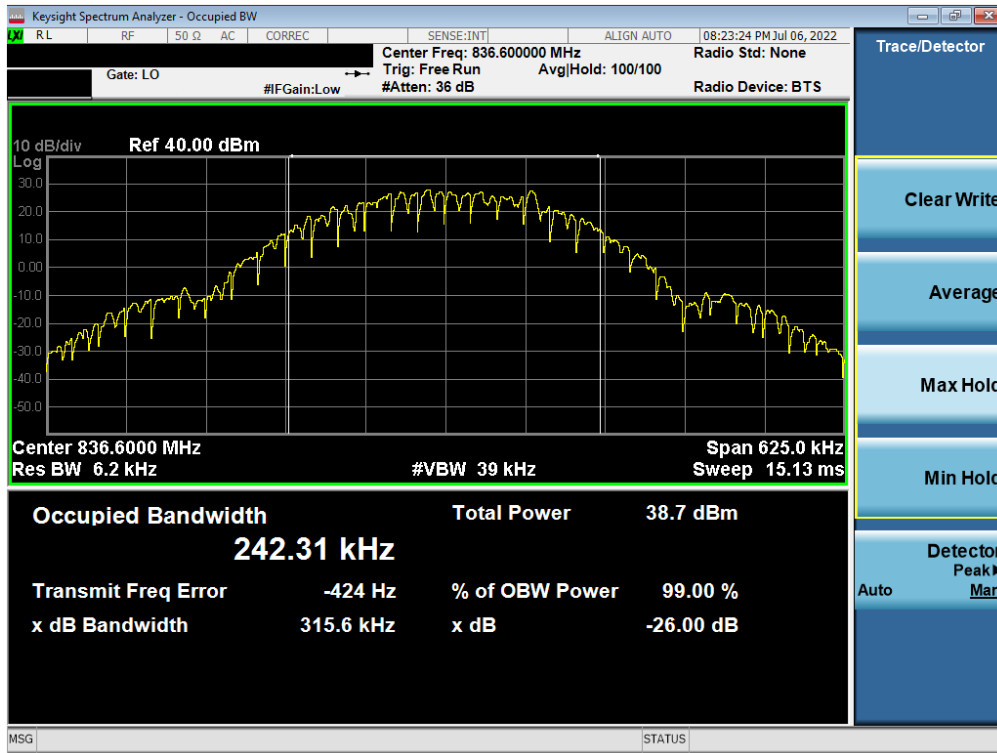 Keysight Spectrum Analyzer - Occupied BW
LXI RL RF 50 Ω AC CORREC SENSE:INT ALIGN AUTO 08:23:24 PM Jul 06, 2022
Center Freq: 836.600000 MHz Radio Std: None
Gate: LO Trig: Free Run Avg|Hold: 100/100
#IFGain:Low #Atten: 36 dB Radio Device: BTS
10 dB/div Ref 40.00 dBm
Log
30.0
20.0
10.0
0.00
-10.0
-20.0
-30.0
-40.0
-50.0
Center 836.6000 MHz Span 625.0 kHz
Res BW 6.2 kHz #VBW 39 kHz Sweep 15.13 ms
Occupied Bandwidth Total Power 38.7 dBm
242.31 kHz
Transmit Freq Error -424 Hz % of OBW Power 99.00 %
x dB Bandwidth 315.6 kHz x dB -26.00 dB
MSG STATUS
Trace/Detector
Clear Write
Average
Max Hold
Min Hold
Detector
Peak
Auto Man